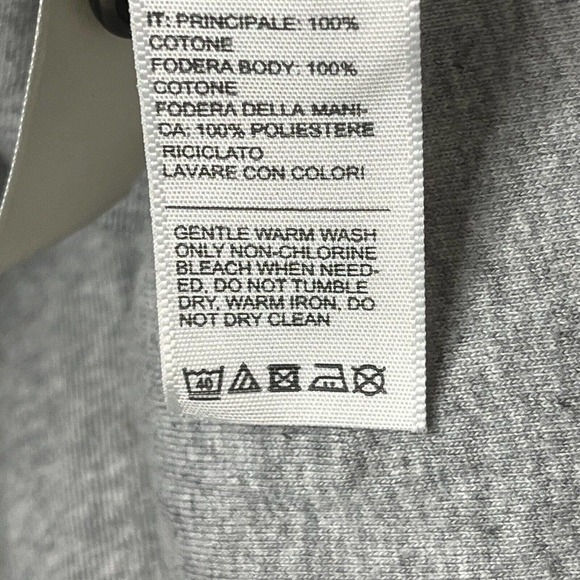 IT: PRINCIPALE: 100%
COTONE
FODERA BODY: 100%
COTONE
FODERA DELLA MANI-
CA: 100% POLIESTERE
RICICLATO
LAVARE CON COLORI
GENTLE WARM WASH
ONLY NON-CHLORINE
BLEACH WHEN NEED-
ED, DO NOT TUMBLE
DRY, WARM IRON, DO
NOT DRY CLEAN
40